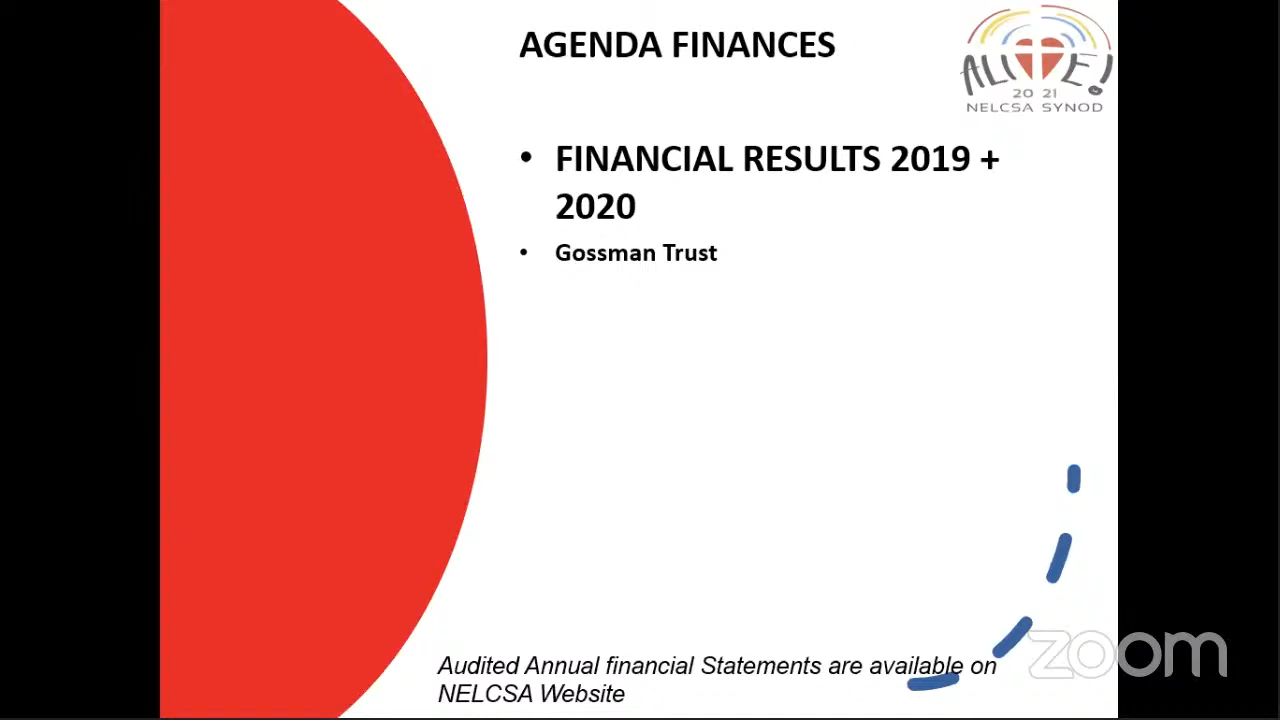 AGENDA FINANCES
ALIVE!
20 21
NELCSA SYNOD
• FINANCIAL RESULTS 2019 +
2020
• Gossman Trust
Audited Annual financial Statements are available on
NELCSA Website
zoom